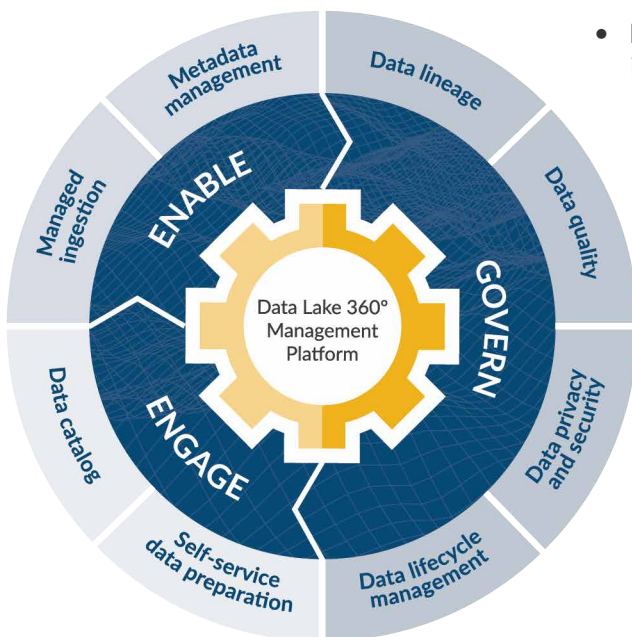 Metadata
management
Data lineage
Data quality
Data privacy
and security
Data lifecycle
management
Self-service
data preparation
Data catalog
Managed
ingestion
ENABLE
GOVERN
ENGAGE
Data Lake 360º
Management
Platform